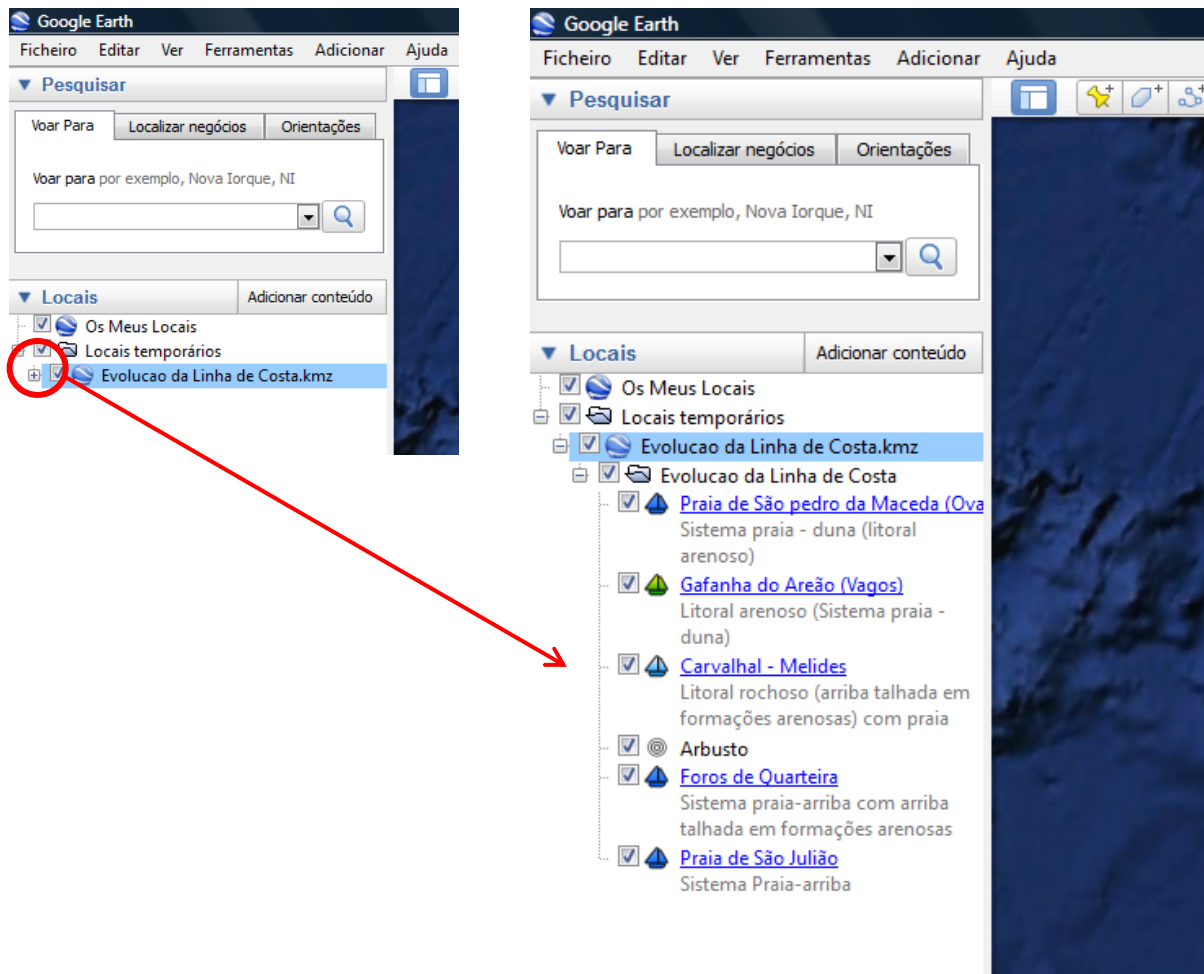 Google Earth
Ficheiro Editar Ver Ferramentas Adicionar Ajuda
Pesquisar
Voar Para Localizar negócios Orientações
Voar para por exemplo, Nova Iorque, NI
Locais Adicionar conteúdo
Os Meus Locais
Locais temporários
Evolucao da Linha de Costa.kmz
Google Earth
Ficheiro Editar Ver Ferramentas Adicionar Ajuda
Pesquisar
Voar Para Localizar negócios Orientações
Voar para por exemplo, Nova Iorque, NI
Locais Adicionar conteúdo
Os Meus Locais
Locais temporários
Evolucao da Linha de Costa.kmz
Evolucao da Linha de Costa
Praia de São pedro da Maceda (Ova
Sistema praia - duna (litoral
arenoso)
Gafanha do Areão (Vagos)
Litoral arenoso (Sistema praia -
duna)
Carvalhal - Melides
Litoral rochoso (arriba talhada em
formações arenosas) com praia
Arbusto
Foros de Quarteira
Sistema praia-arriba com arriba
talhada em formações arenosas
Praia de São Julião
Sistema Praia-arriba